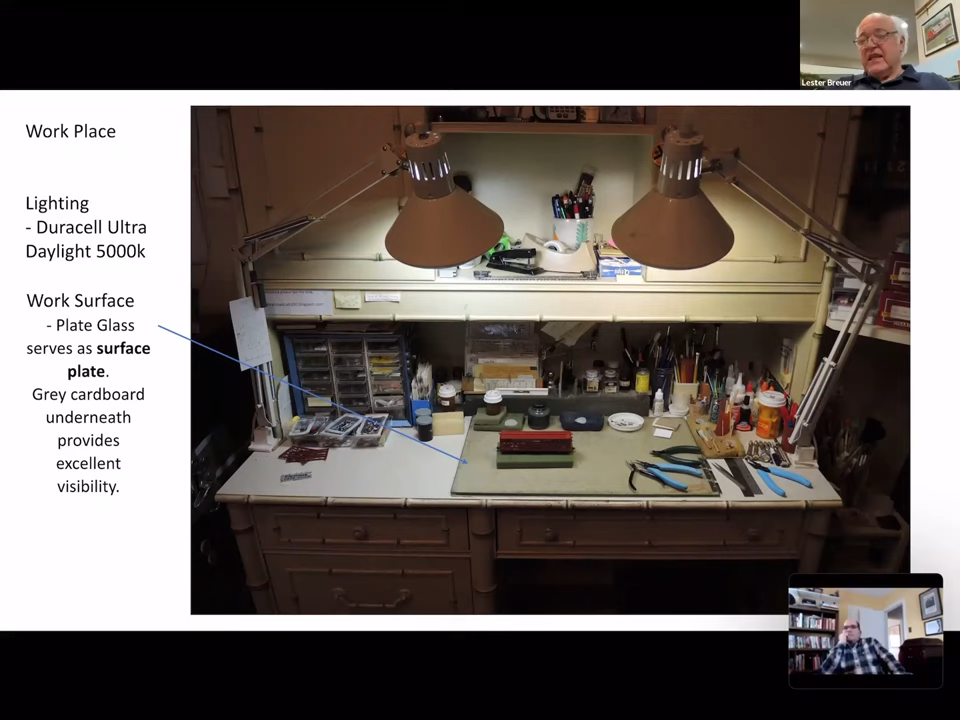 Lester Breuer
Work Place
Lighting
- Duracell Ultra
Daylight 5000k
Work Surface
- Plate Glass
serves as surface
plate.
Grey cardboard
underneath
provides
excellent
visibility.